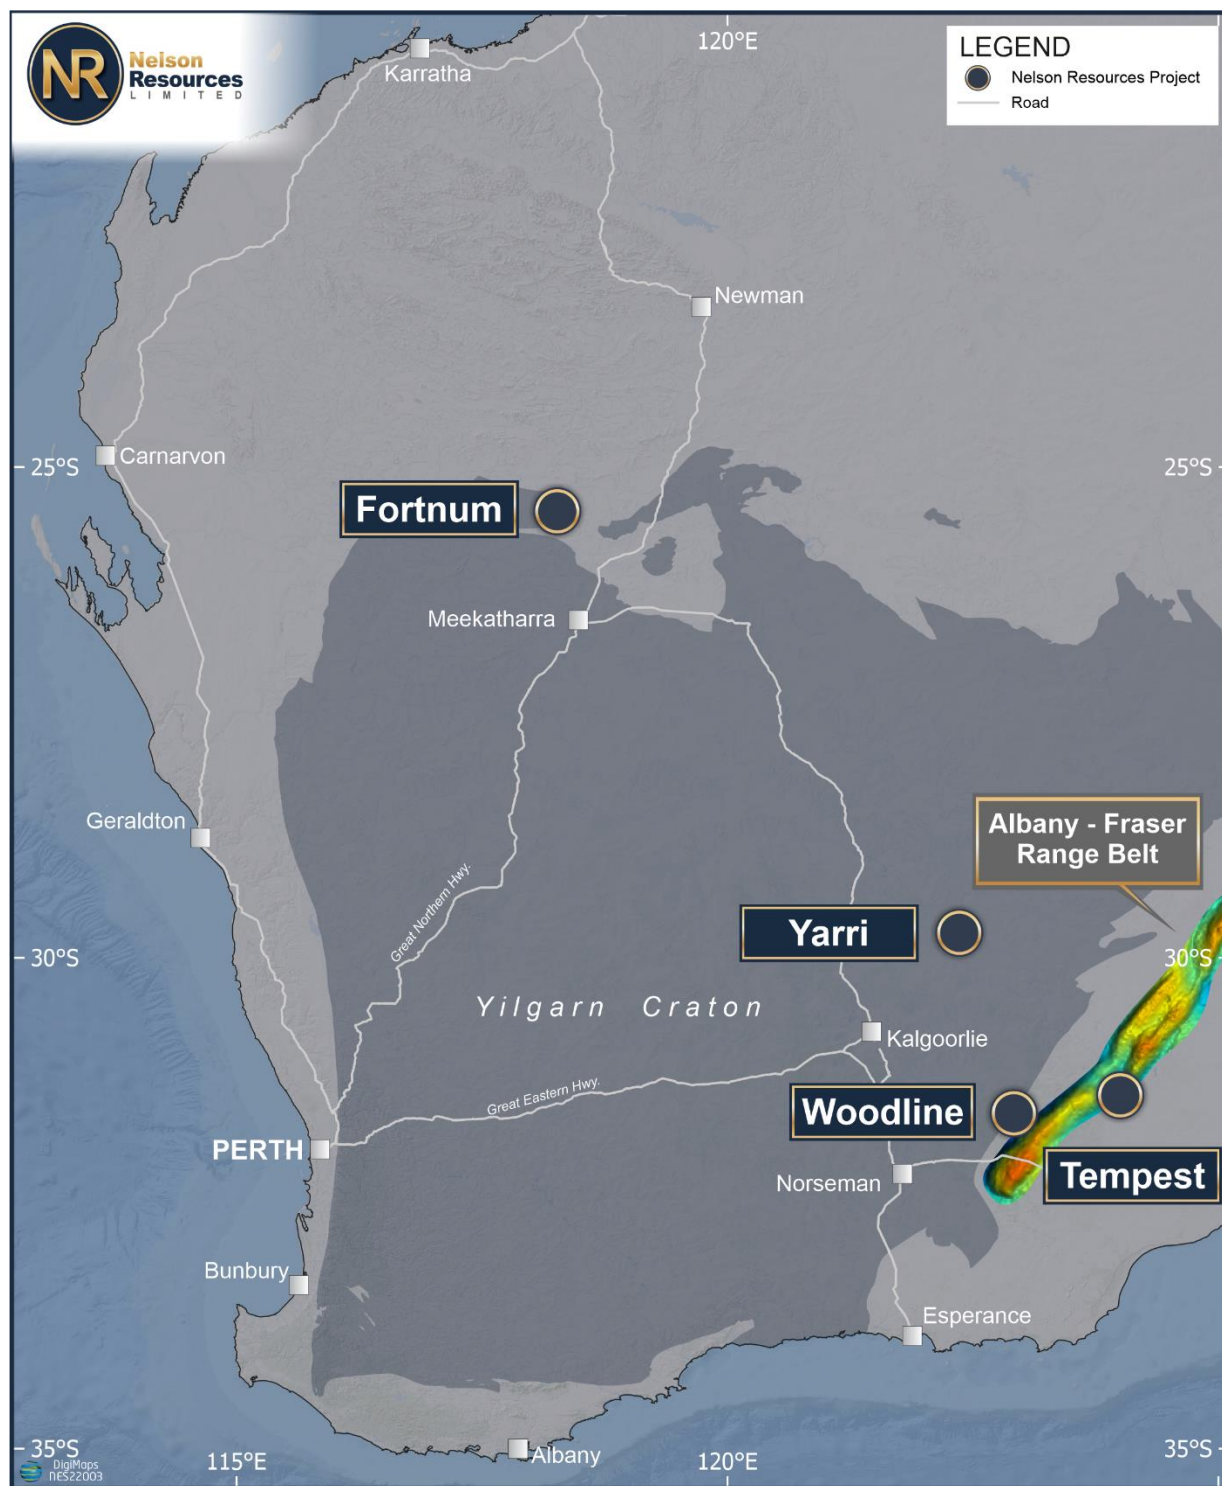 NR
Nelson
Resources
LIMITED
120°E
LEGEND
Nelson Resources Project
Road
Karratha
Newman
Carnarvon
25°S
25°S
Fortnum
Meekatharra
Geraldton
Albany - Fraser
Range Belt
Great Northern Hwy.
Yarri
30°S
30°S
Yilgarn Craton
Kalgoorlie
Great Eastern Hwy.
Woodline
PERTH
Tempest
Norseman
Bunbury
Esperance
35°S
35°S
Albany
115°E
120°E
DigiMaps
NES22003